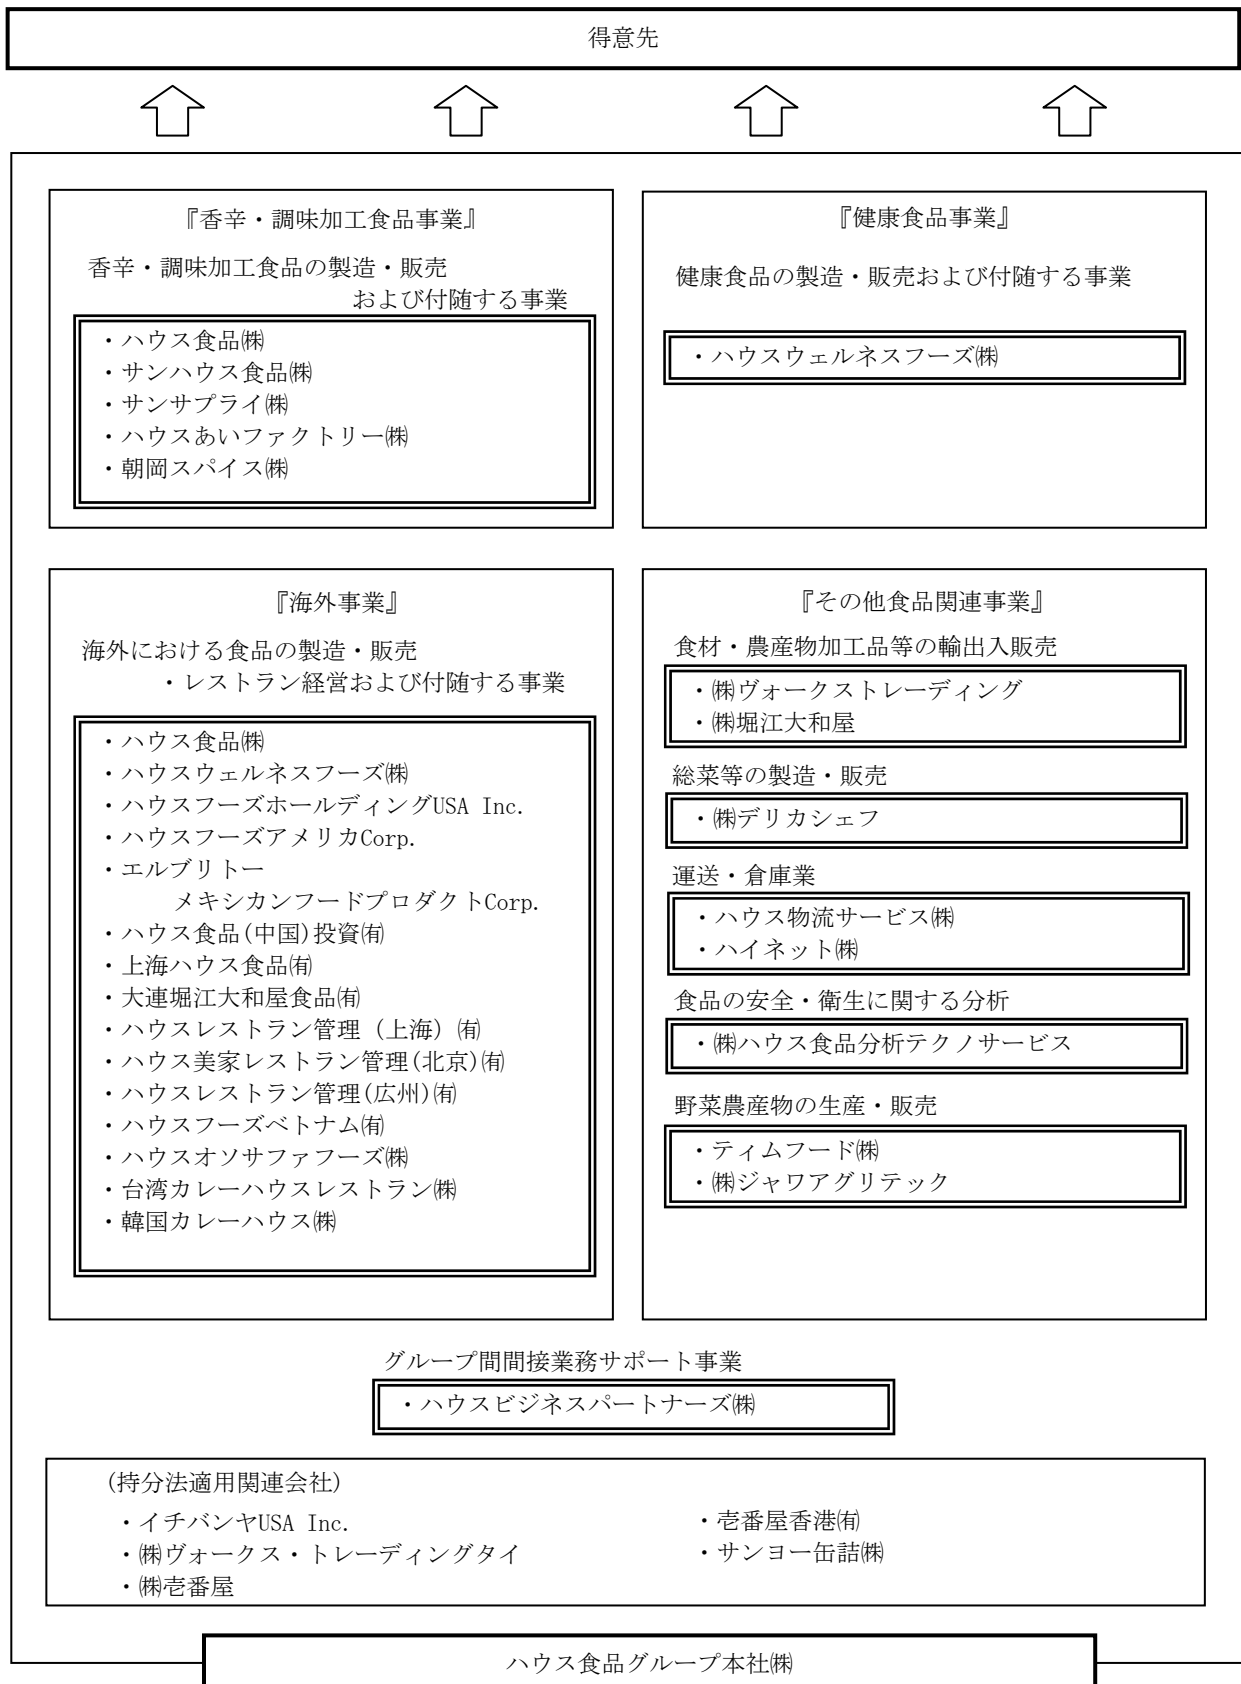 得意先
『香辛・調味加工食品事業』
香辛・調味加工食品の製造・販売
および付随する事業
・ハウス食品㈱
・サンハウス食品㈱
・サンサプライ㈱
・ハウスあいファクトリー㈱
・朝岡スパイス㈱
『健康食品事業』
健康食品の製造・販売および付随する事業
・ハウスウェルネスフーズ㈱
『海外事業』
海外における食品の製造・販売
・レストラン経営および付随する事業
・ハウス食品㈱
・ハウスウェルネスフーズ㈱
・ハウスフーズホールディングUSA Inc.
・ハウスフーズアメリカCorp.
・エルブリトー
メキシカンフードプロダクトCorp.
・ハウス食品(中国)投資㈲
・上海ハウス食品㈲
・大連堀江大和屋食品㈲
・ハウスレストラン管理（上海）㈲
・ハウス美家レストラン管理(北京)㈲
・ハウスレストラン管理(広州)㈲
・ハウスフーズベトナム㈲
・ハウスオソサファフーズ㈱
・台湾カレーハウスレストラン㈱
・韓国カレーハウス㈱
『その他食品関連事業』
食材・農産物加工品等の輸出入販売
・㈱ヴォークストレーディング
・㈱堀江大和屋
総菜等の製造・販売
・㈱デリカシェフ
運送・倉庫業
・ハウス物流サービス㈱
・ハイネット㈱
食品の安全・衛生に関する分析
・㈱ハウス食品分析テクノサービス
野菜農産物の生産・販売
・ティムフード㈱
・㈱ジャワアグリテック
グループ間間接業務サポート事業
・ハウスビジネスパートナーズ㈱
(持分法適用関連会社)
・イチバンヤUSA Inc.
・㈱ヴォークス・トレーディングタイ
・㈱壱番屋
・壱番屋香港㈲
・サンヨー缶詰㈱
ハウス食品グループ本社㈱